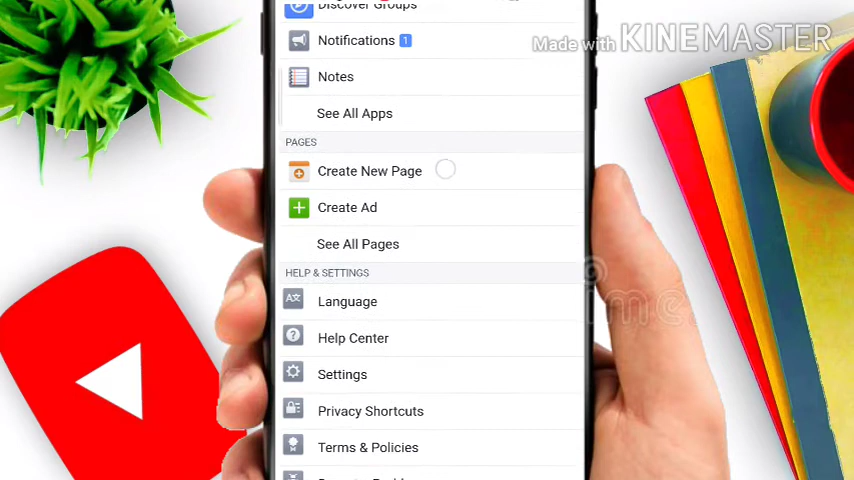 Discover Groups
Made with KINEMASTER
Notifications 1
Notes
See All Apps
PAGES
Create New Page
Create Ad
See All Pages
HELP & SETTINGS
Language
Help Center
Settings
Privacy Shortcuts
Terms & Policies